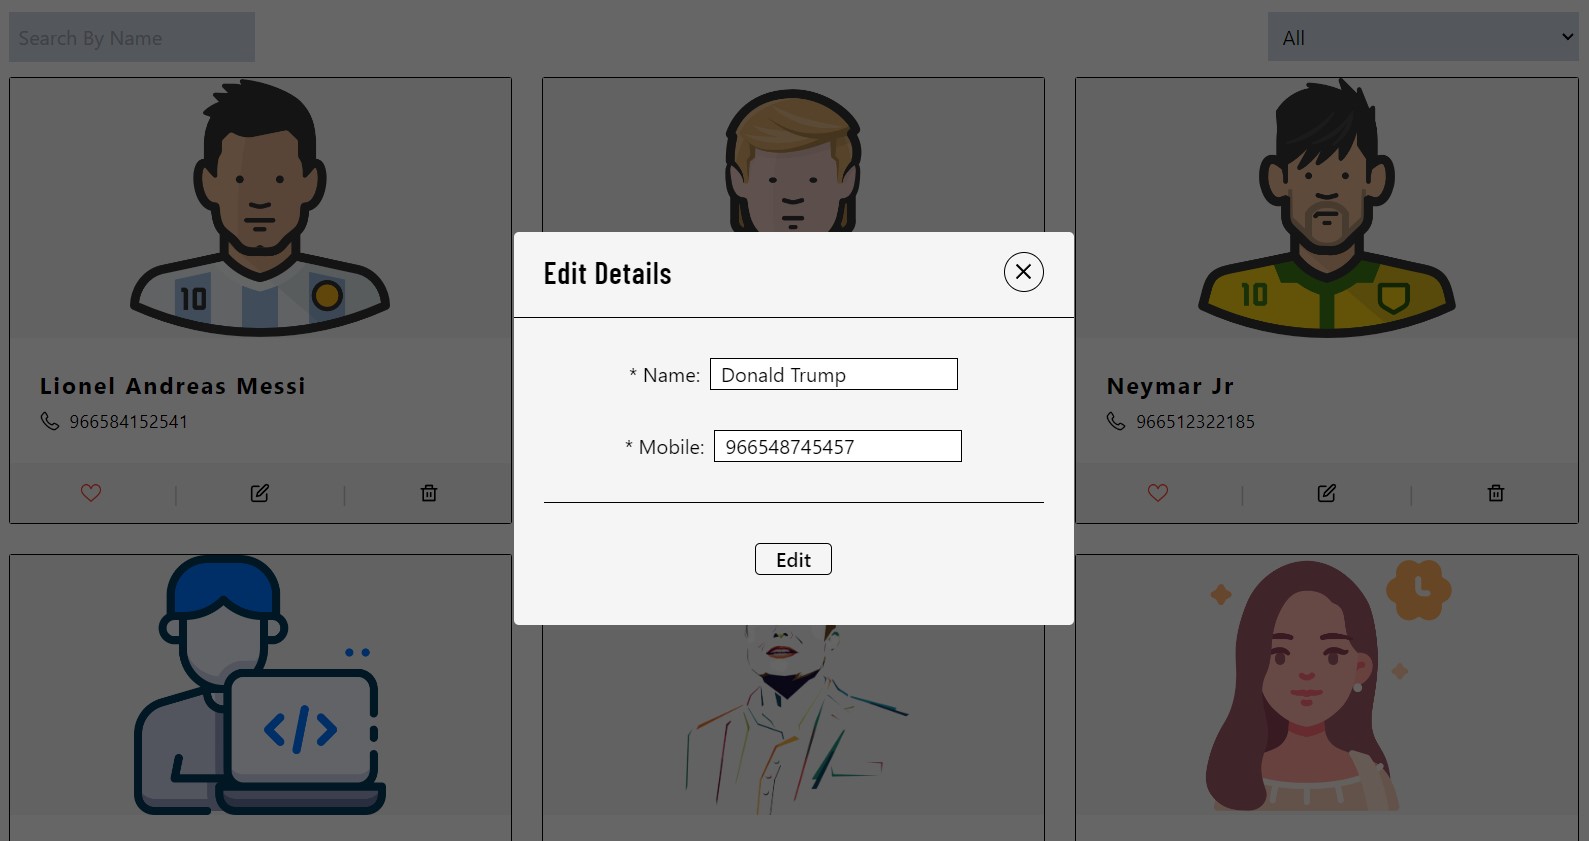 Search By Name
All
10
10
Edit Details
* Name: Donald Trump
* Mobile: 966548745457
Edit
Lionel Andreas Messi
966584152541
Neymar Jr
966512322185
</>